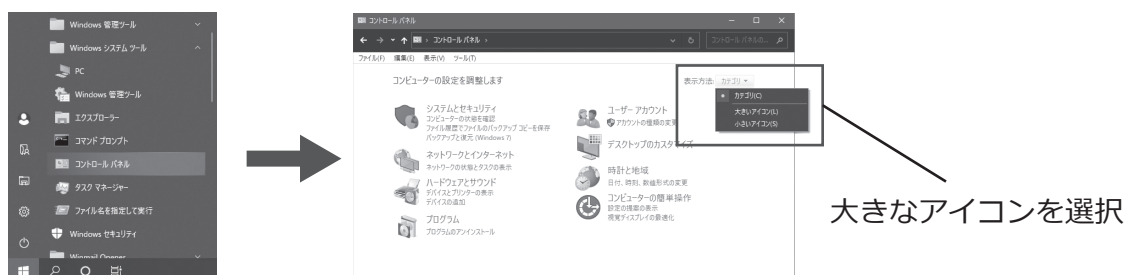 Windows 管理ツール
Windows システム ツール
PC
Windows 管理ツール
エクスプローラー
コマンド プロンプト
コントロール パネル
タスク マネージャー
ファイル名を指定して実行
Windows セキュリティ
Winmail Opener
コントロール パネル
コントロール パネル
コントロール パネルの...
ファイル(F) 編集(E) 表示(V) ツール(T)
コンピューターの設定を調整します
表示方法: カテゴリ
カテゴリ(C)
大きいアイコン(L)
小さいアイコン(S)
システムとセキュリティ
コンピューターの状態を確認
ファイル履歴でファイルのバックアップ コピーを保存
バックアップと復元 (Windows 7)
ネットワークとインターネット
ネットワークの状態とタスクの表示
ハードウェアとサウンド
デバイスとプリンターの表示
デバイスの追加
プログラム
プログラムのアンインストール
ユーザー アカウント
アカウントの種類の変更
デスクトップのカスタマイズ
時計と地域
日付、時刻、数値形式の変更
コンピューターの簡単操作
設定の提案の表示
視覚ディスプレイの最適化
大きなアイコンを選択